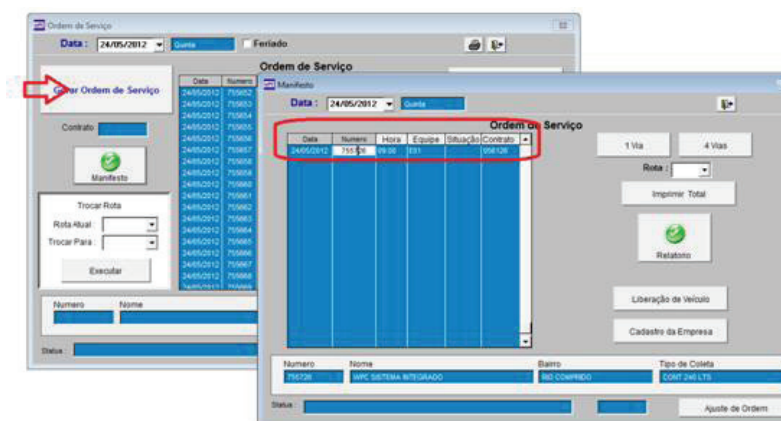 Ordem de Serviço
Data : 24/05/2012 Quinta Feriado
Ordem de Serviço
Gerar Ordem de Serviço
Contrato
Manifesto
Trocar Rota
Rota Atual :
Trocar Para :
Executar
Data Numero
24/05/2012 755652
24/05/2012 755653
24/05/2012 755654
24/05/2012 755655
24/05/2012 755656
24/05/2012 755657
24/05/2012 755658
24/05/2012 755659
24/05/2012 755660
24/05/2012 755661
24/05/2012 755662
24/05/2012 755663
24/05/2012 755664
24/05/2012 755665
24/05/2012 755666
24/05/2012 755667
24/05/2012 755668
24/05/2012 755669
Numero Nome
Status :
Manifesto
Data : 24/05/2012 Quinta
Ordem de Serviço
Data Numero Hora Equipe Situação Contrato
24/05/2012 755726 09:00 E01
1 Via 4 Vias
Rota :
Imprimir Total
Relatorio
Liberação de Veículo
Cadastro da Empresa
Numero Nome Bairro Tipo de Coleta
755726 WPC SISTEMA INTEGRADO RIO COMPRIDO CONT 240 LTS
Status : Ajuste de Ordem